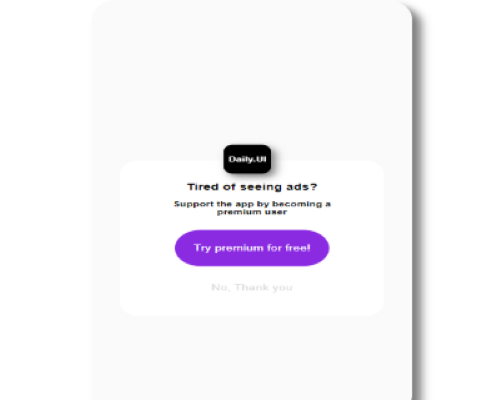 Daily.UI
Tired of seeing ads?
Support the app by becoming a
premium user
Try premium for free!
No, Thank you